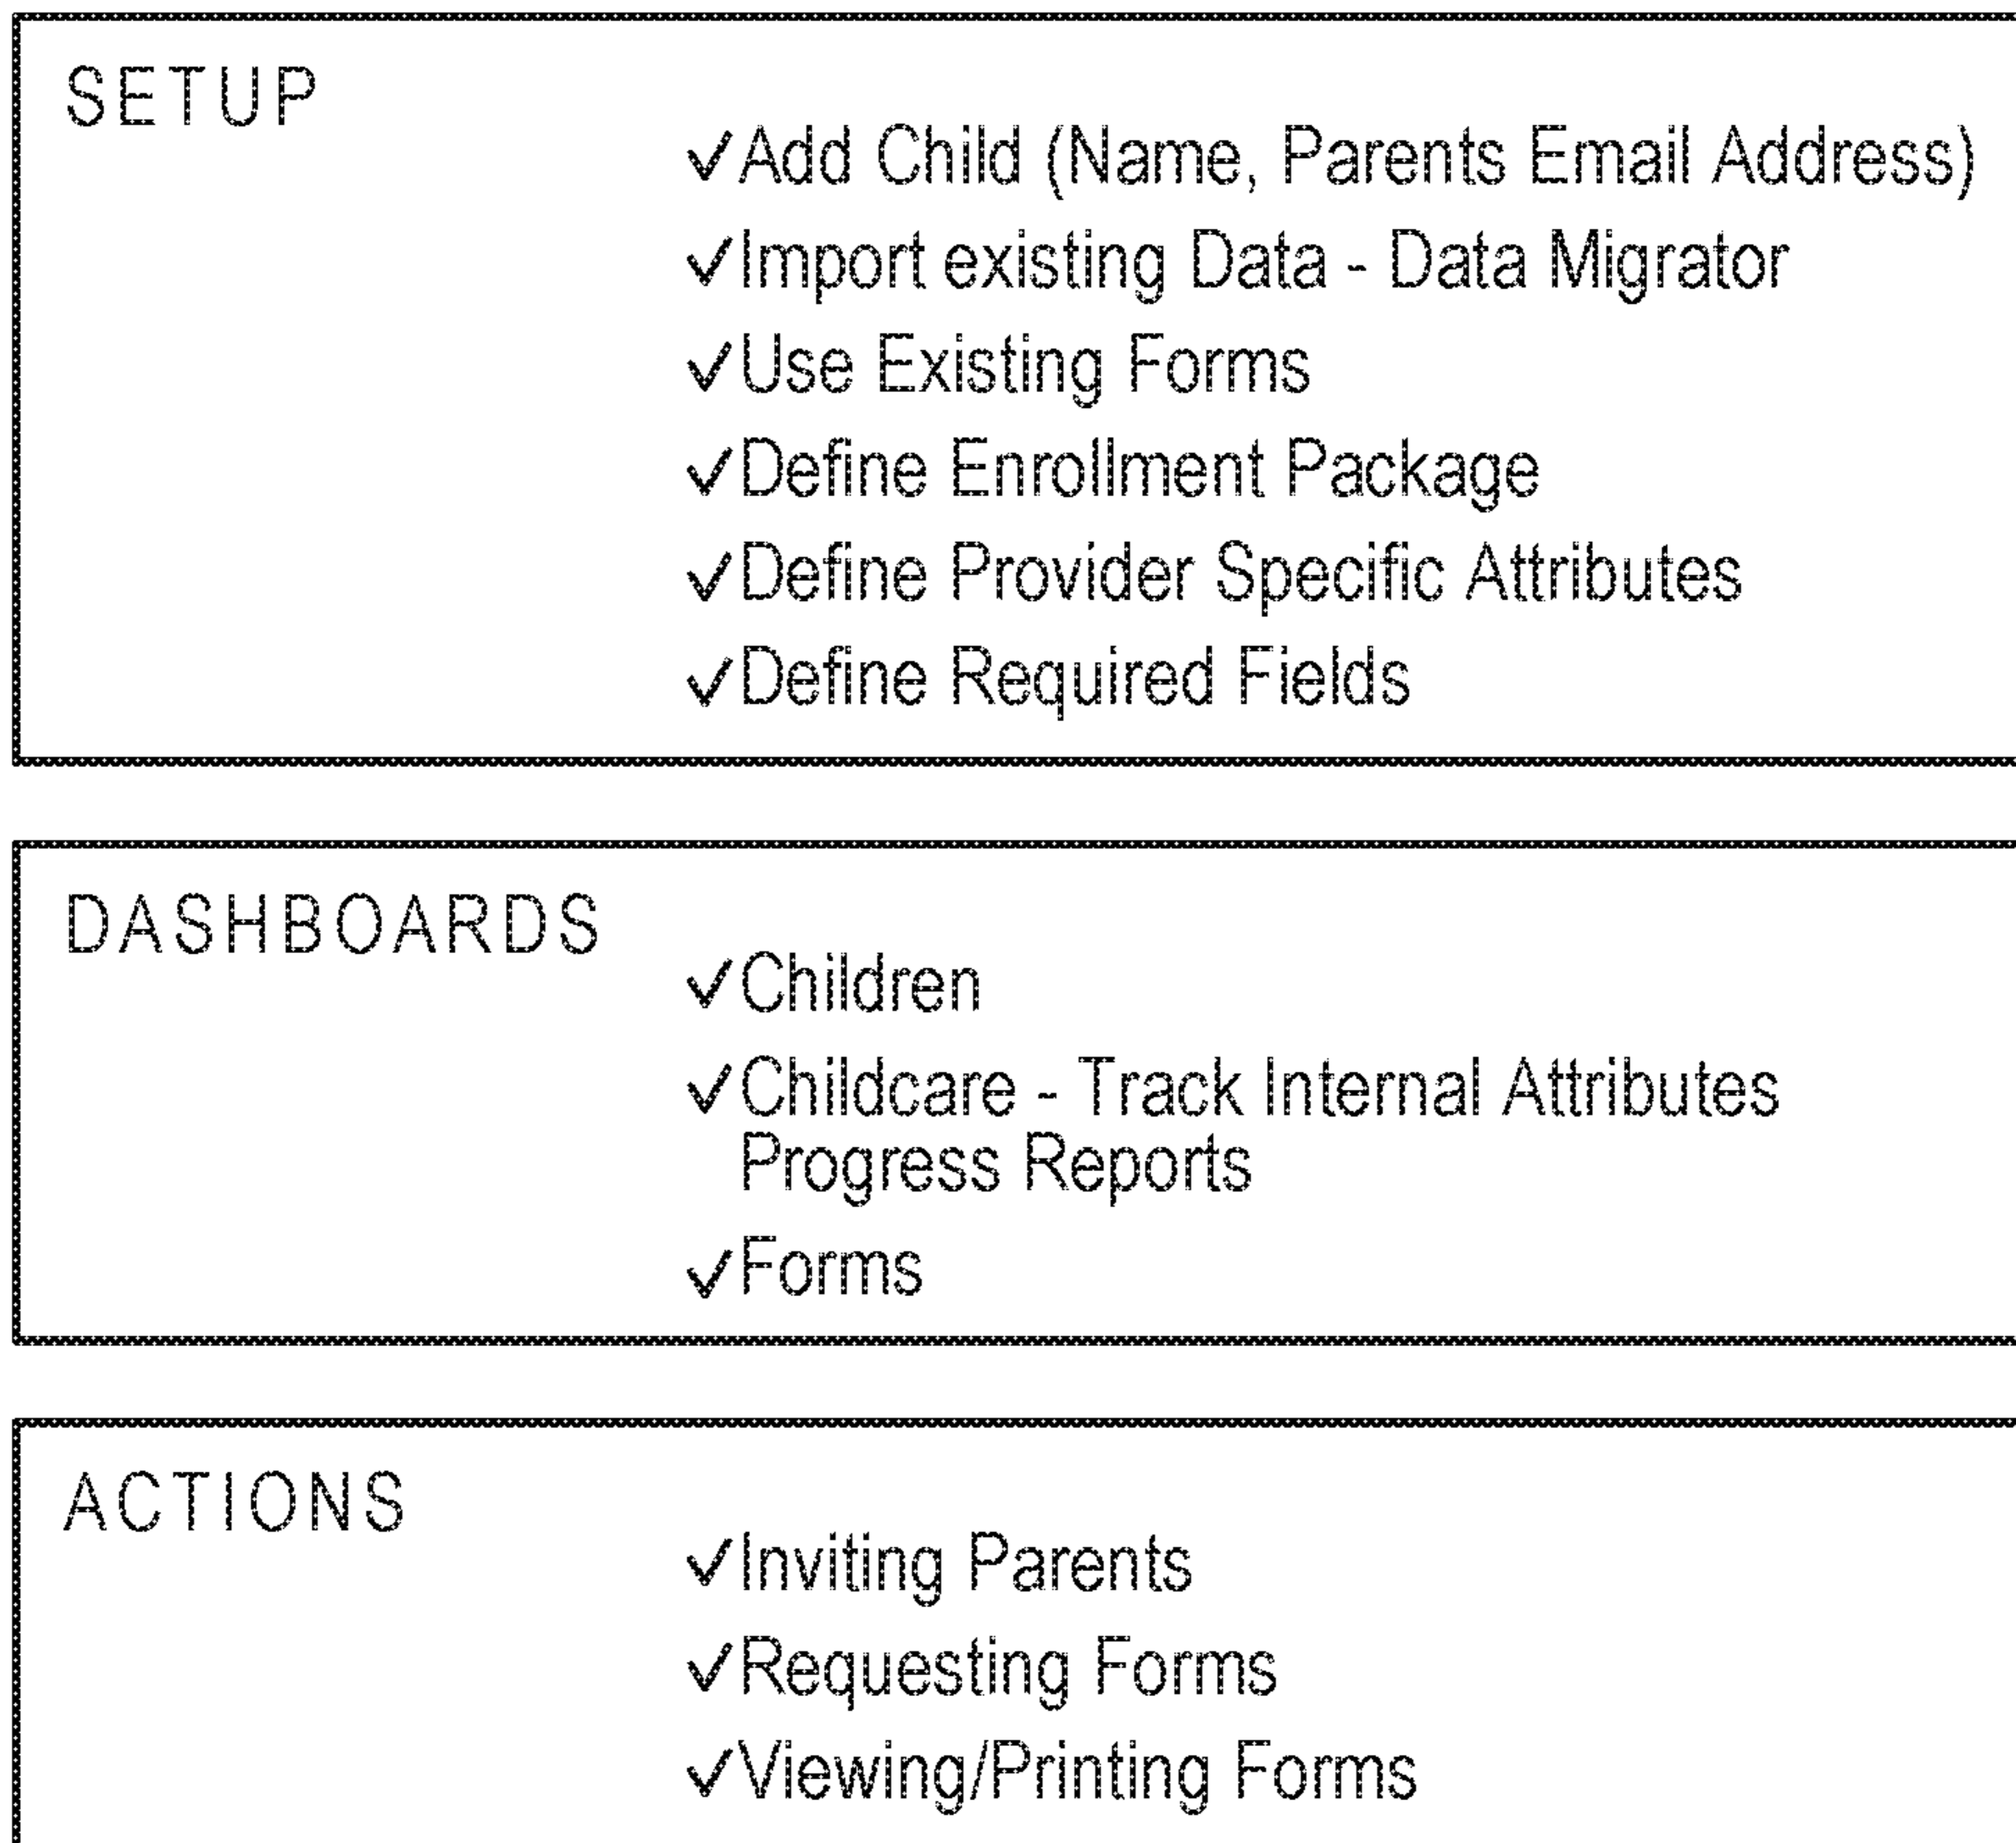 SETUP
✓Add Child (Name, Parents Email Address)
✓Import existing Data - Data Migrator
✓Use Existing Forms
✓Define Enrollment Package
✓Define Provider Specific Attributes
✓Define Required Fields
DASHBOARDS
✓Children
✓Childcare - Track Internal Attributes
Progress Reports
✓Forms
ACTIONS
✓Inviting Parents
✓Requesting Forms
✓Viewing/Printing Forms